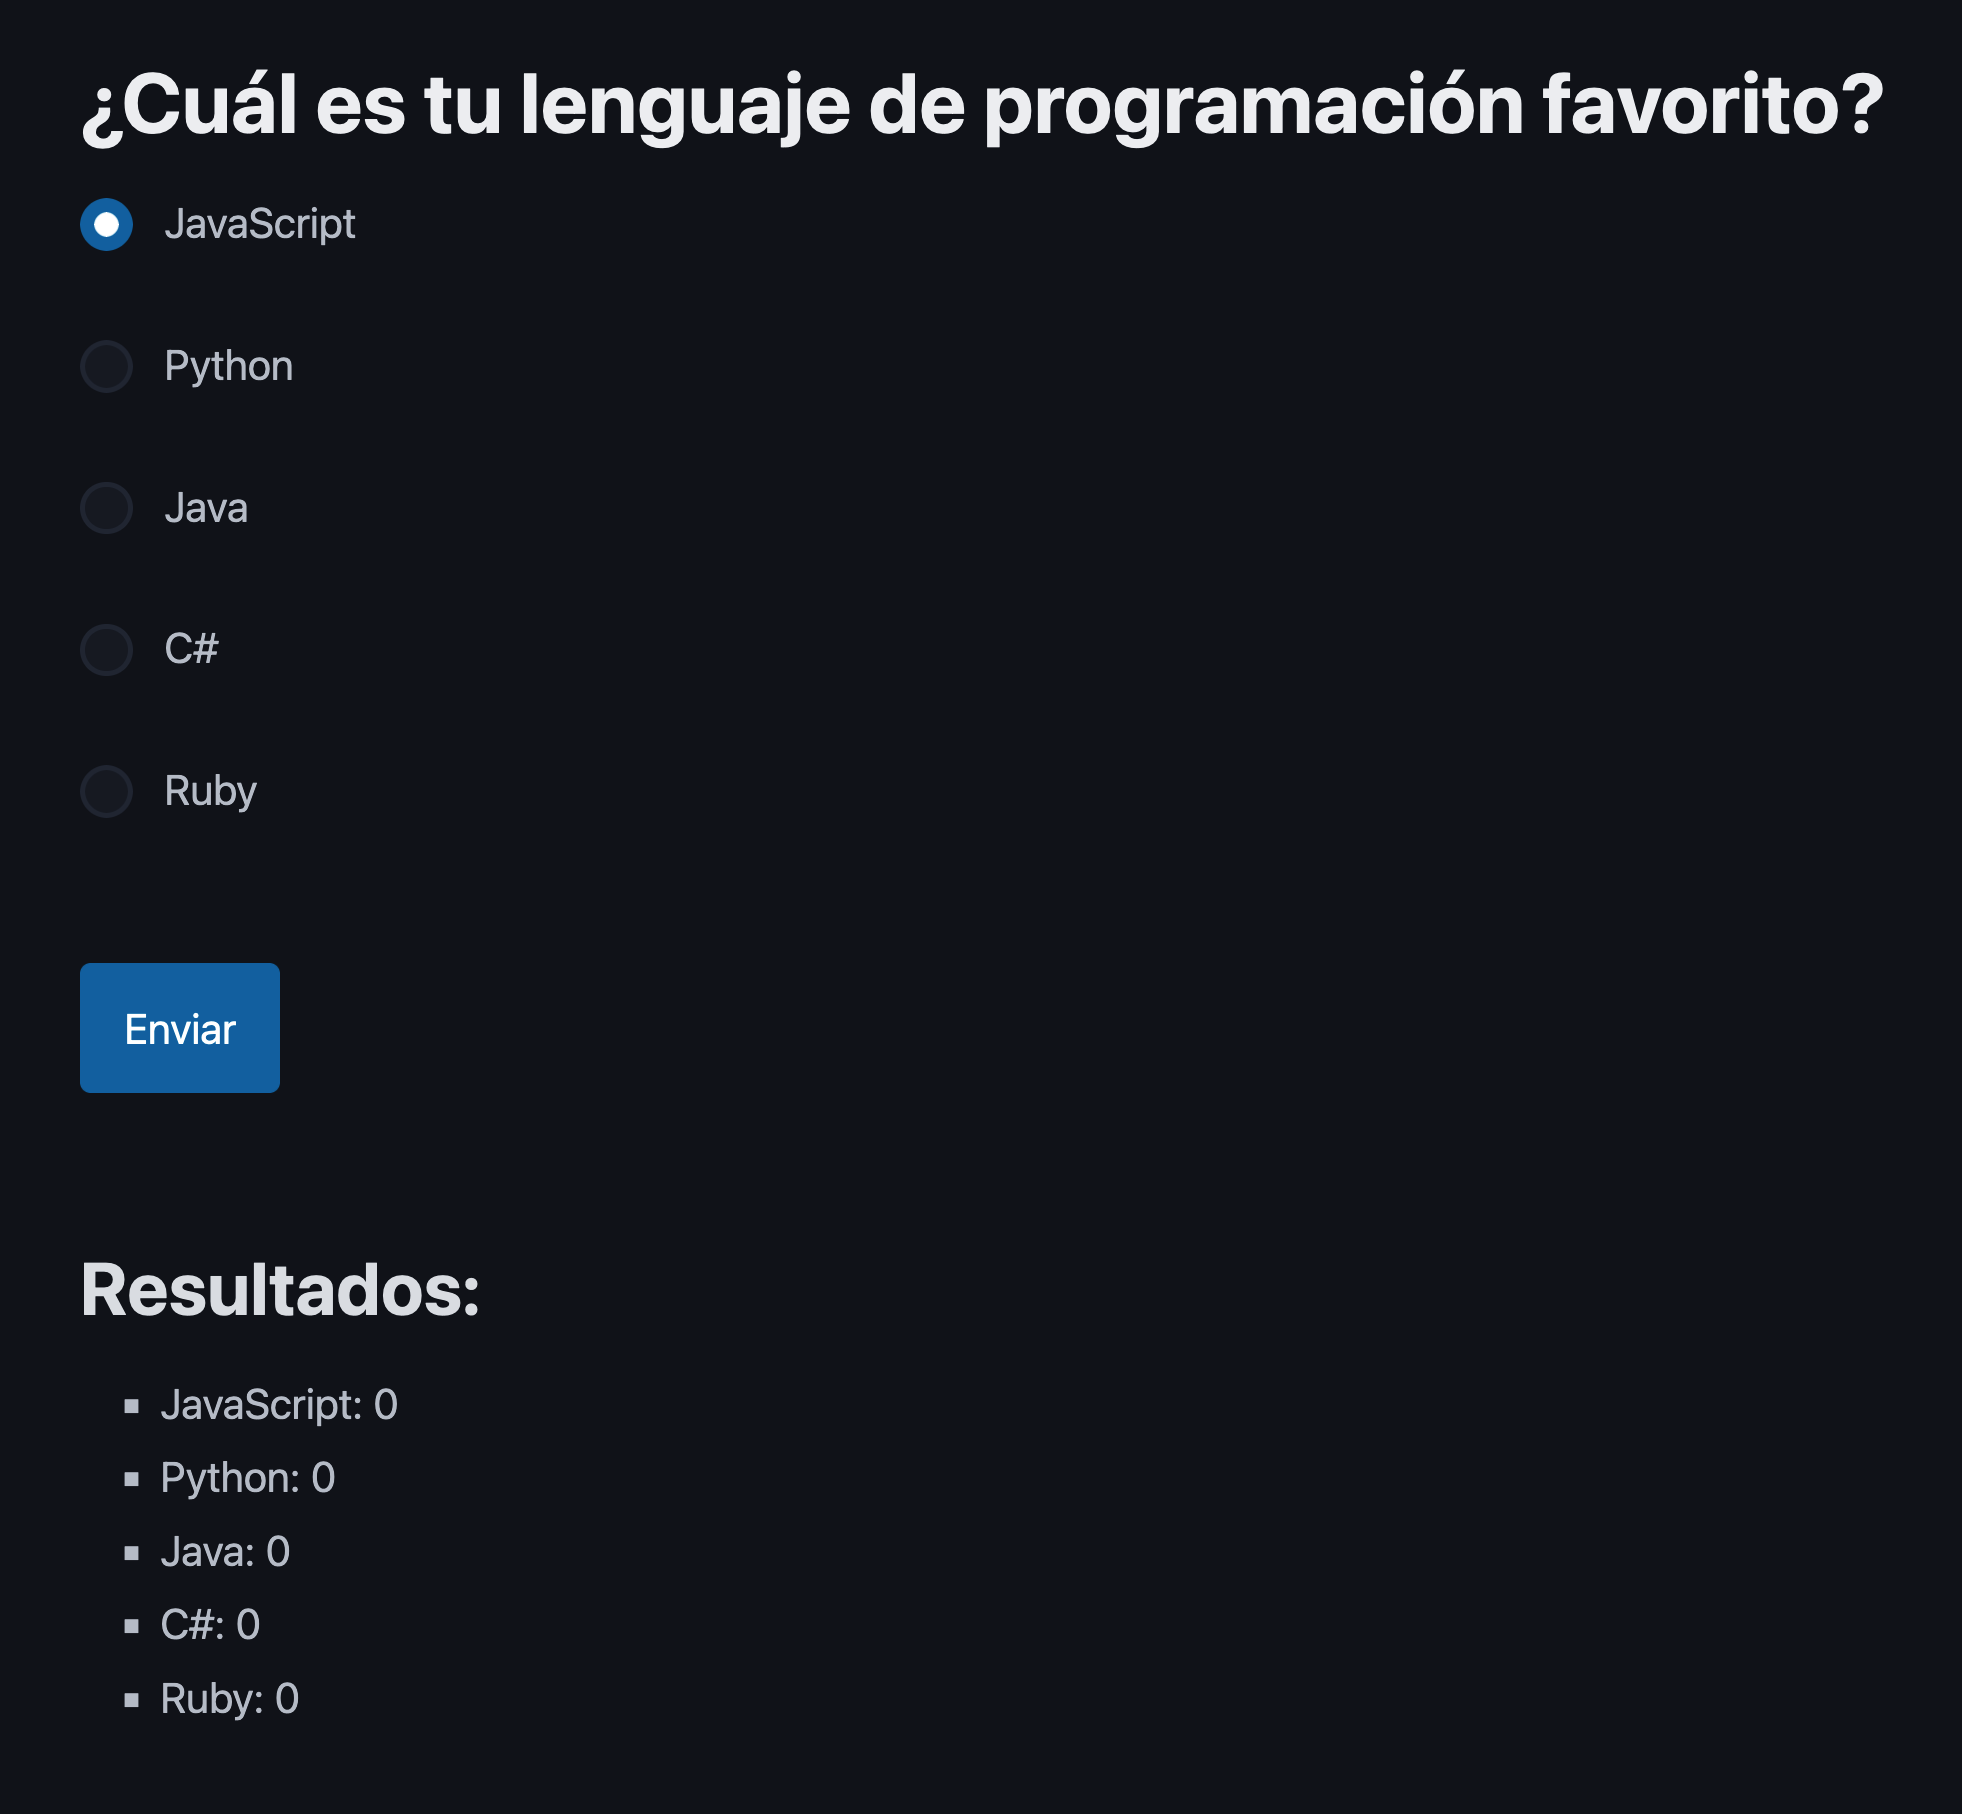 ¿Cuál es tu lenguaje de programación favorito?
JavaScript
Python
Java
C#
Ruby
Enviar
Resultados:
JavaScript: 0
Python: 0
Java: 0
C#: 0
Ruby: 0